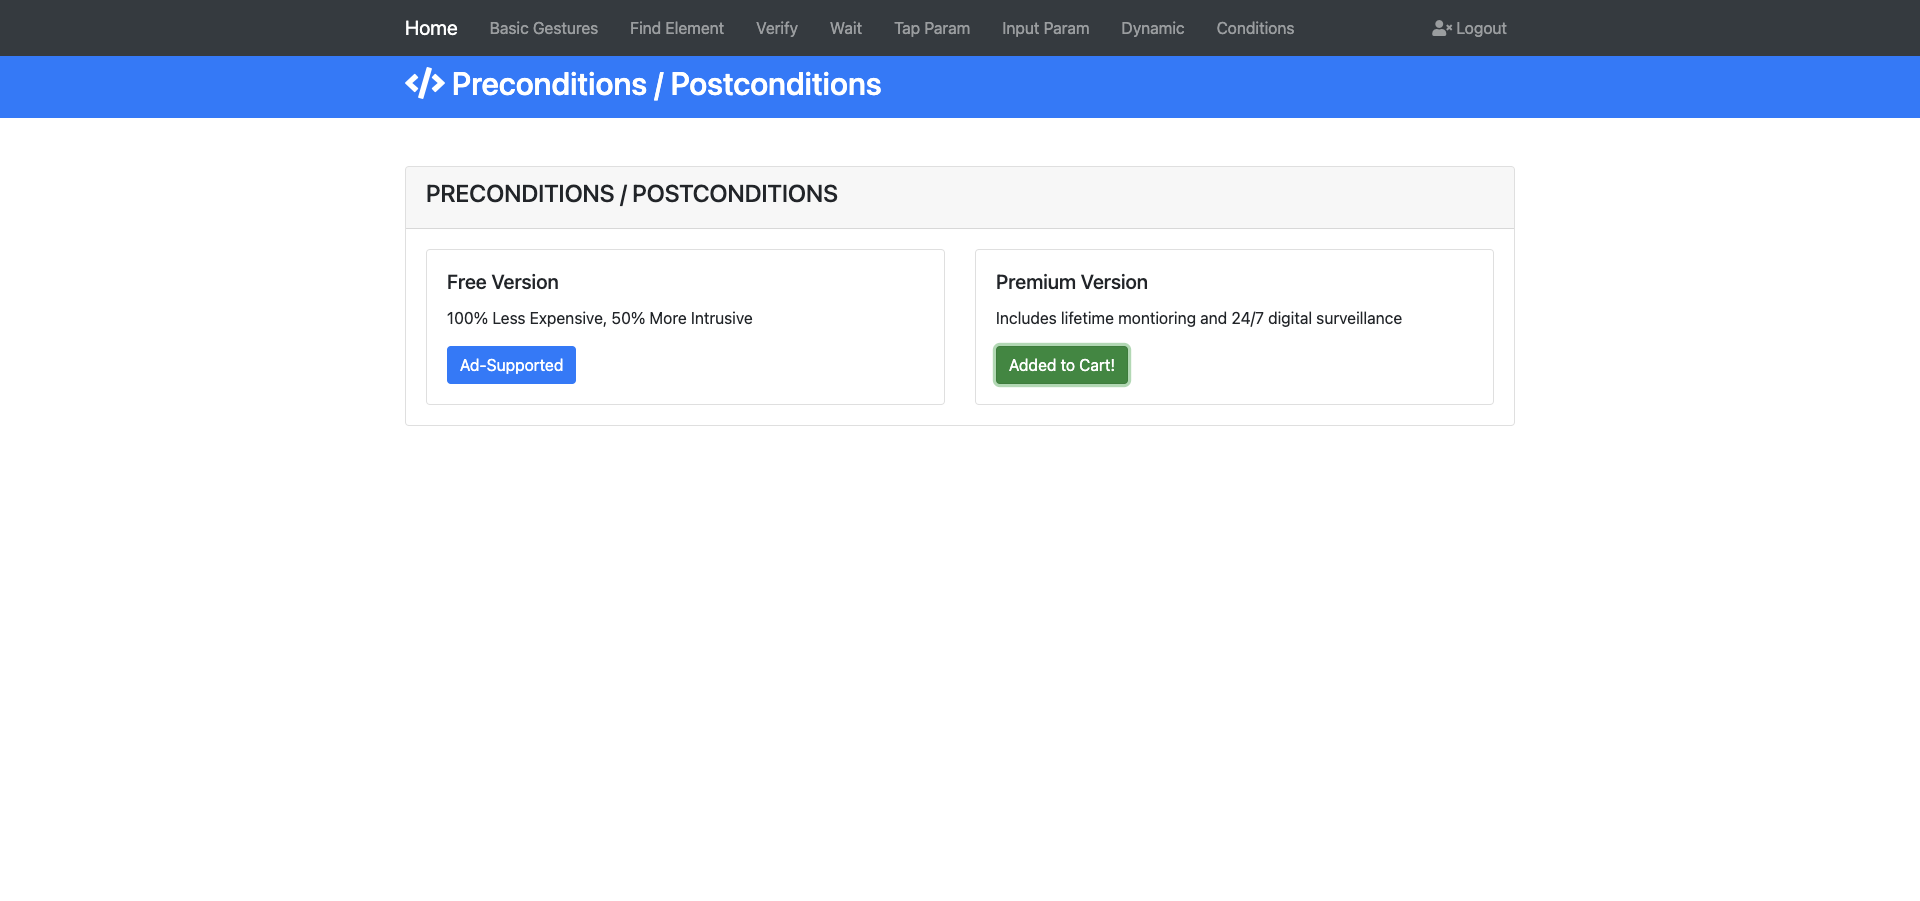 Home Basic Gestures Find Element Verify Wait Tap Param Input Param Dynamic Conditions Logout
Preconditions / Postconditions
PRECONDITIONS / POSTCONDITIONS
Free Version
100% Less Expensive, 50% More Intrusive
Ad-Supported
Premium Version
Includes lifetime montioring and 24/7 digital surveillance
Added to Cart!